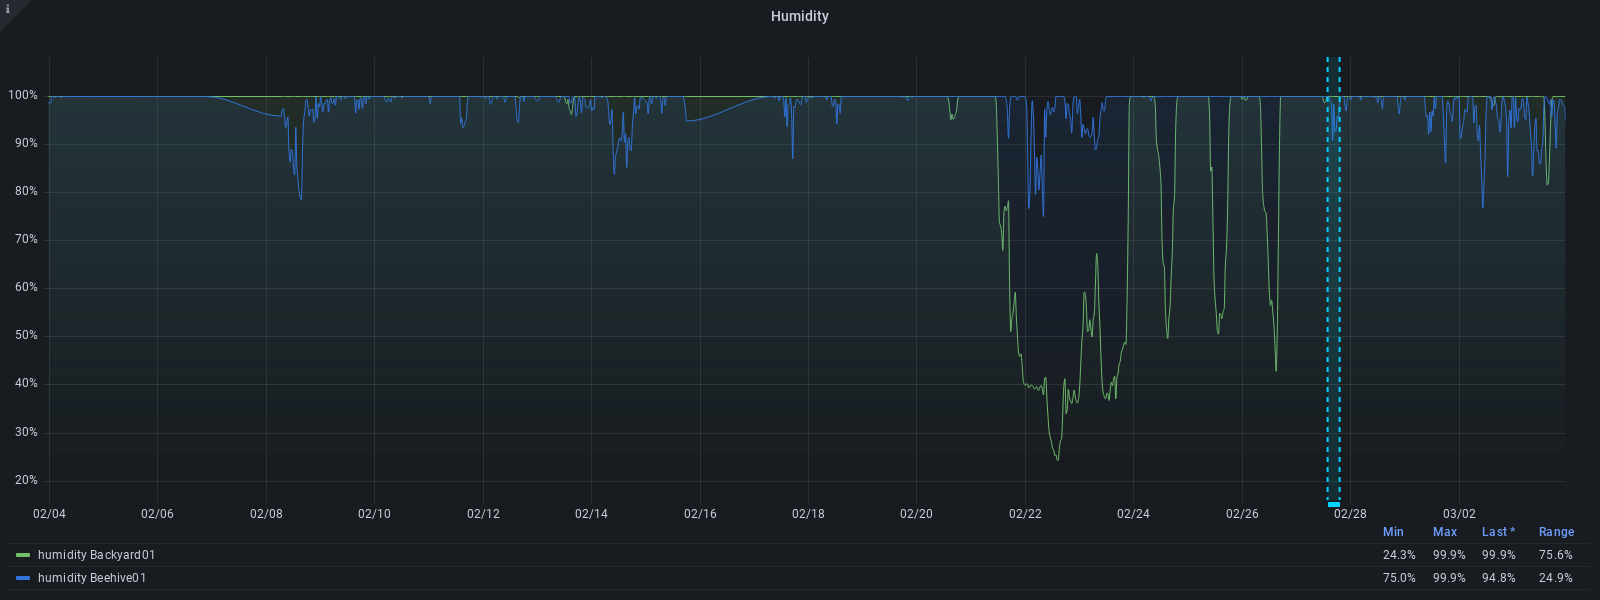 i
Humidity
100%
90%
80%
70%
60%
50%
40%
30%
20%
02/04 02/06 02/08 02/10 02/12 02/14 02/16 02/18 02/20 02/22 02/24 02/26 02/28 03/02
Min Max Last * Range
humidity Backyard01 24.3% 99.9% 99.9% 75.6%
humidity Beehive01 75.0% 99.9% 94.8% 24.9%